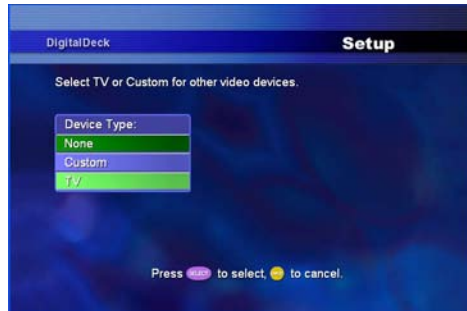 DigitalDeck
Setup
Select TV or Custom for other video devices.
Device Type:
None
Custom
TV
Press SELECT to select, to cancel.